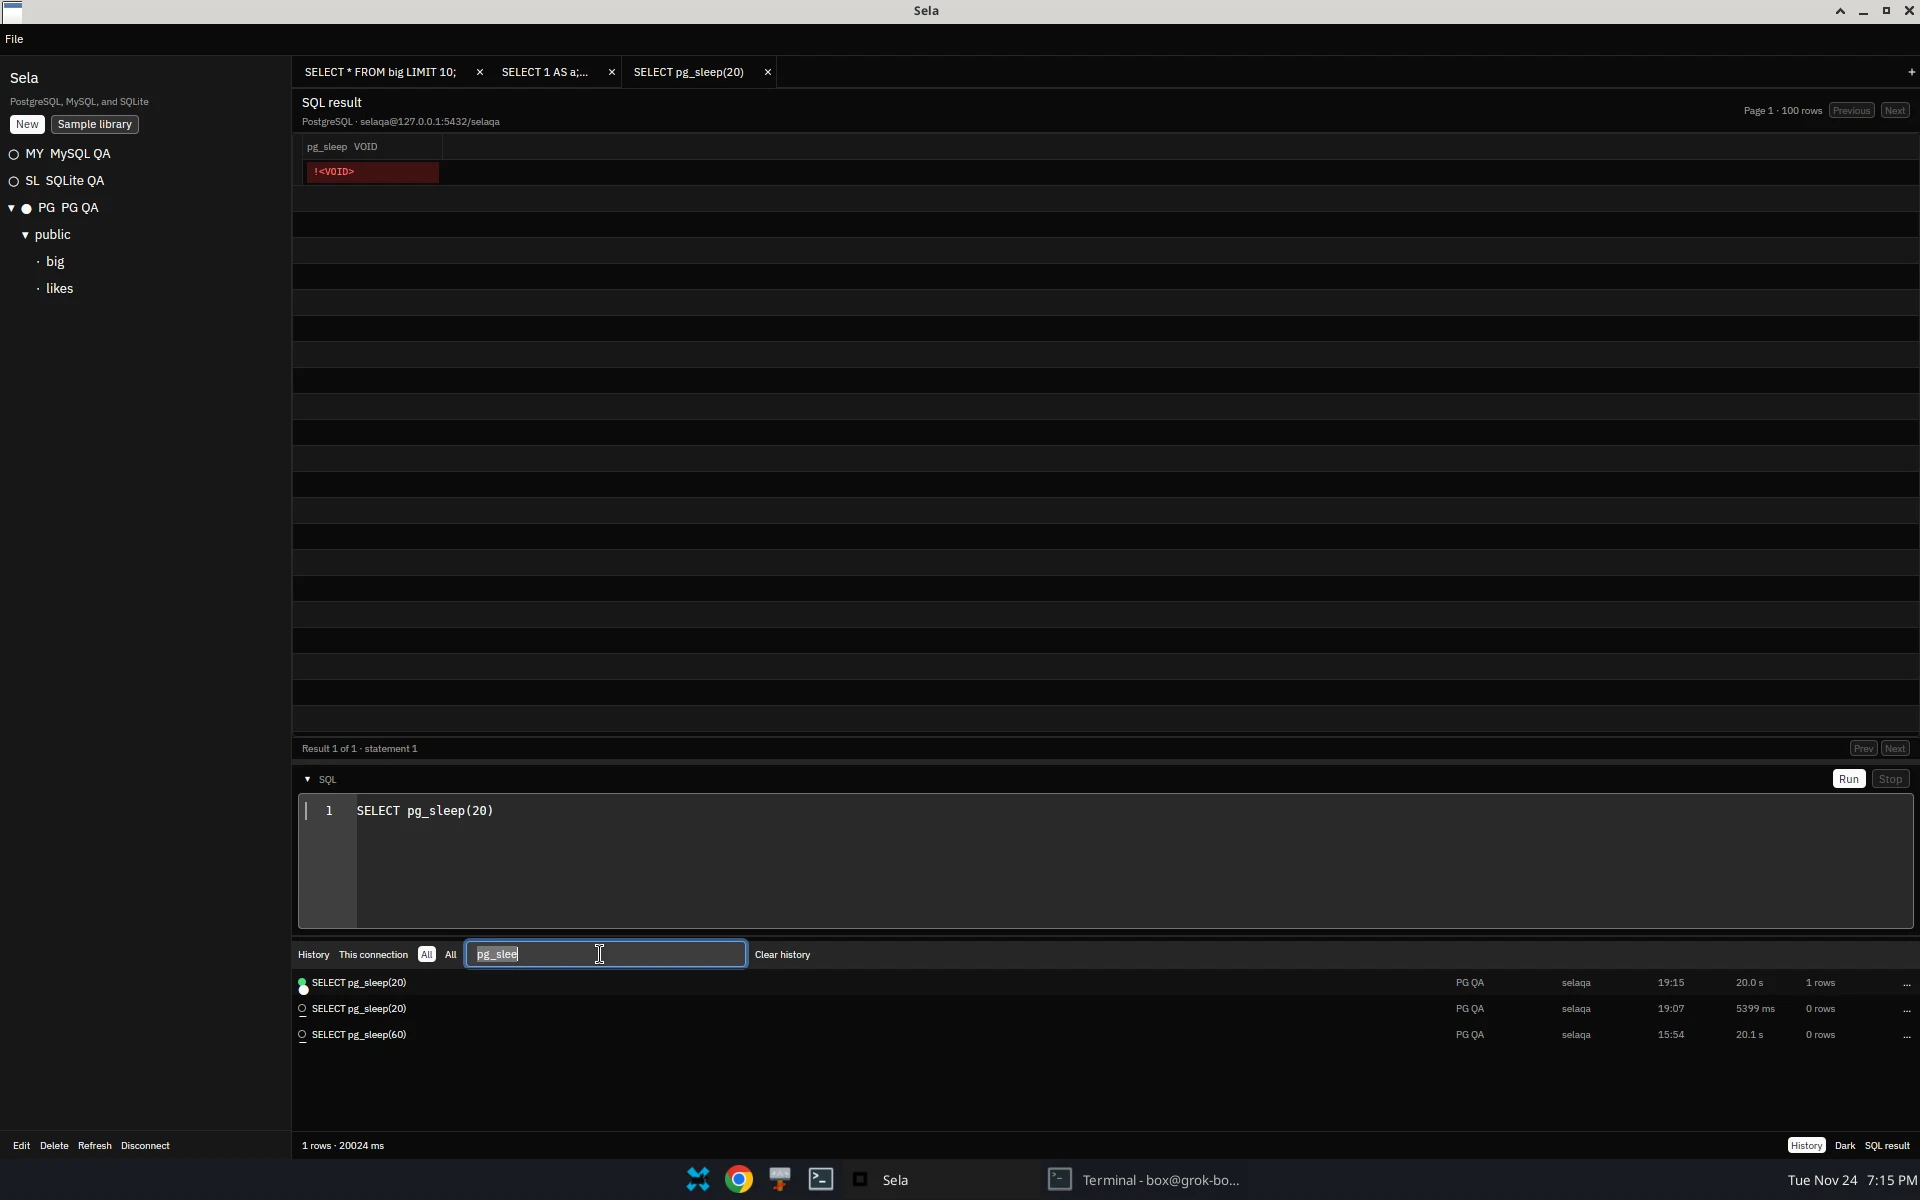 Sela
File
Sela
PostgreSQL, MySQL, and SQLite
New Sample library
MY MySQL QA
SL SQLite QA
PG PG QA
public
· big
· likes
Edit Delete Refresh Disconnect
SELECT * FROM big LIMIT 10; × SELECT 1 AS a;... × SELECT pg_sleep(20) × +
SQL result
PostgreSQL · selaqa@127.0.0.1:5432/selaqa
Page 1 · 100 rows Previous Next
pg_sleep VOID
!<VOID>
Result 1 of 1 · statement 1 Prev Next
SQL Run Stop
1 SELECT pg_sleep(20)
History This connection All All pg_slee Clear history
SELECT pg_sleep(20) PG QA selaqa 19:15 20.0 s 1 rows ...
SELECT pg_sleep(20) PG QA selaqa 19:07 5399 ms 0 rows ...
SELECT pg_sleep(60) PG QA selaqa 15:54 20.1 s 0 rows ...
1 rows · 20024 ms History Dark SQL result
Sela Terminal - box@grok-bo... Tue Nov 24 7:15 PM